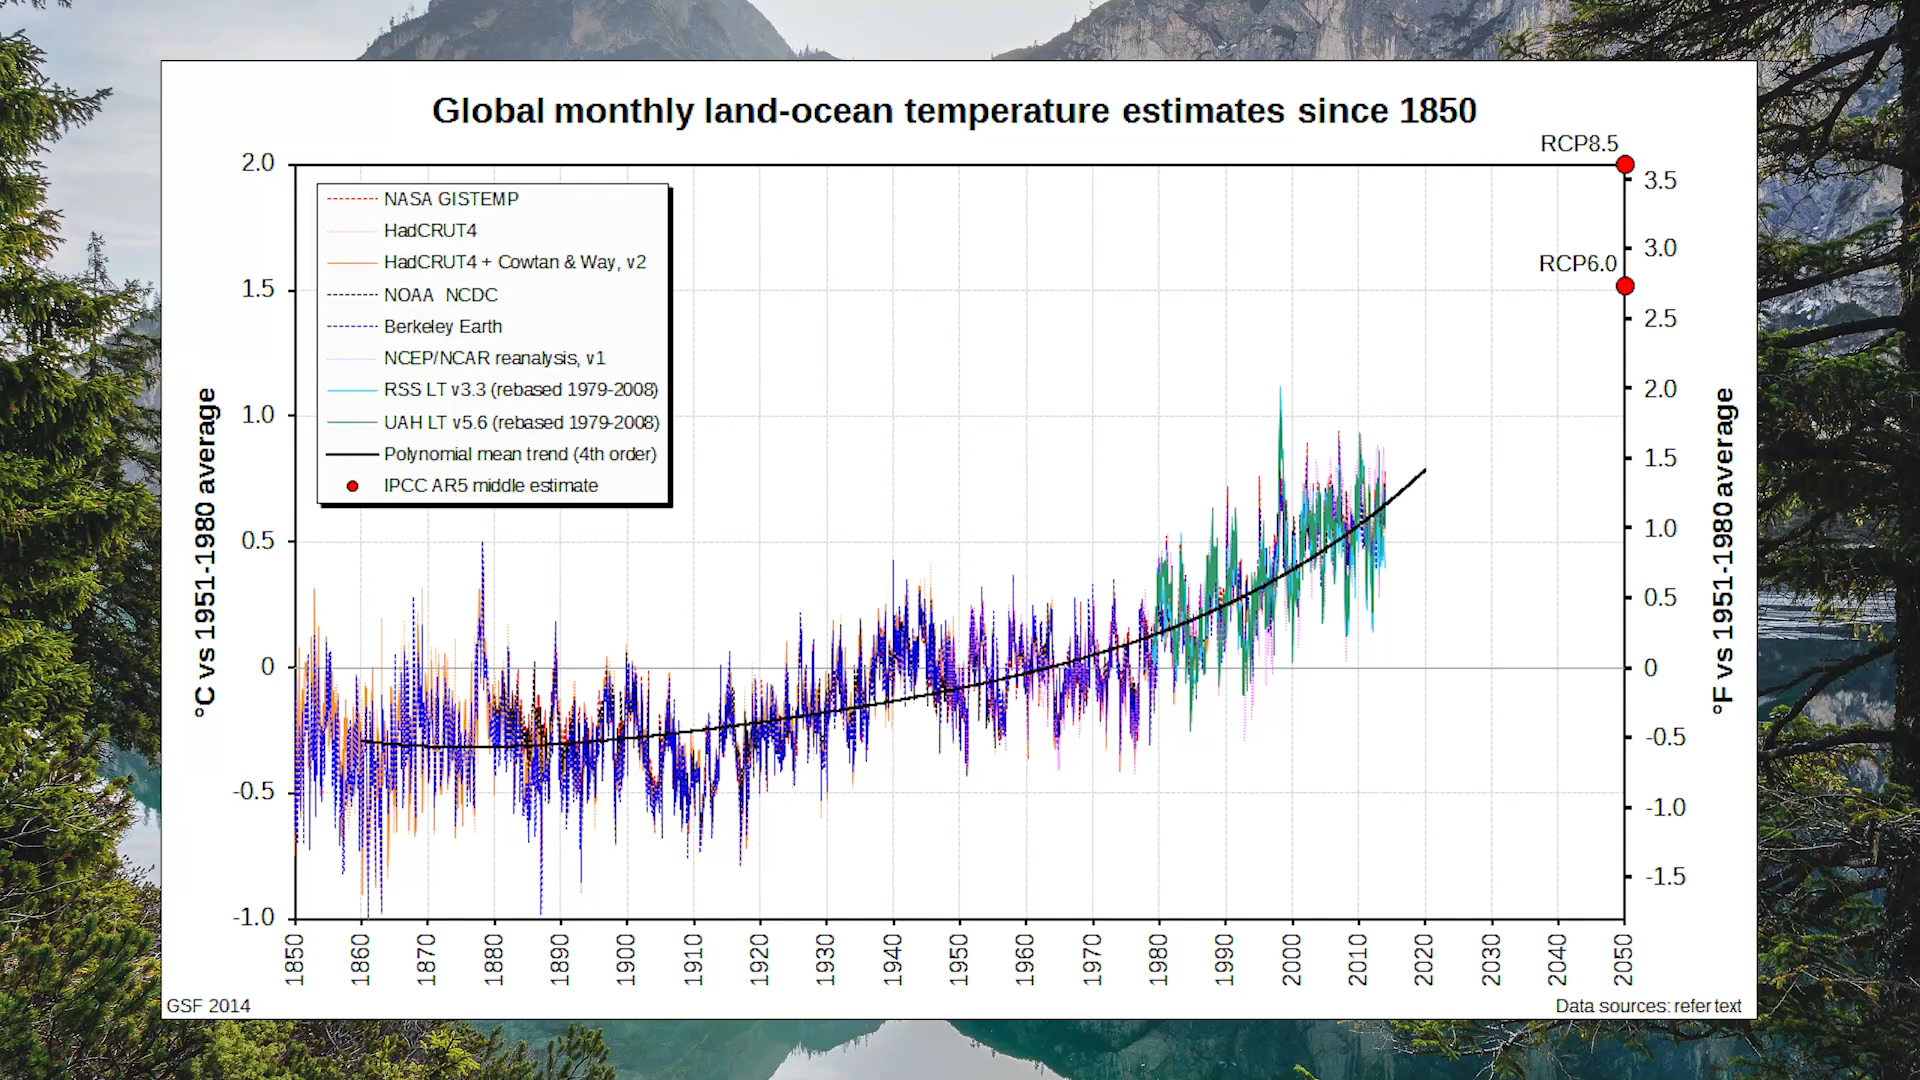 Global monthly land-ocean temperature estimates since 1850
RCP8.5
RCP6.0
NASA GISTEMP
HadCRUT4
HadCRUT4 + Cowtan & Way, v2
NOAA NCDC
Berkeley Earth
NCEP/NCAR reanalysis, v1
RSS LT v3.3 (rebased 1979-2008)
UAH LT v5.6 (rebased 1979-2008)
Polynomial mean trend (4th order)
IPCC AR5 middle estimate
°C vs 1951-1980 average
2.0
1.5
1.0
0.5
0
-0.5
-1.0
3.5
3.0
2.5
2.0
1.5
1.0
0.5
0
-0.5
-1.0
-1.5
°F vs 1951-1980 average
1850 1860 1870 1880 1890 1900 1910 1920 1930 1940 1950 1960 1970 1980 1990 2000 2010 2020 2030 2040 2050
GSF 2014
Data sources: refer text